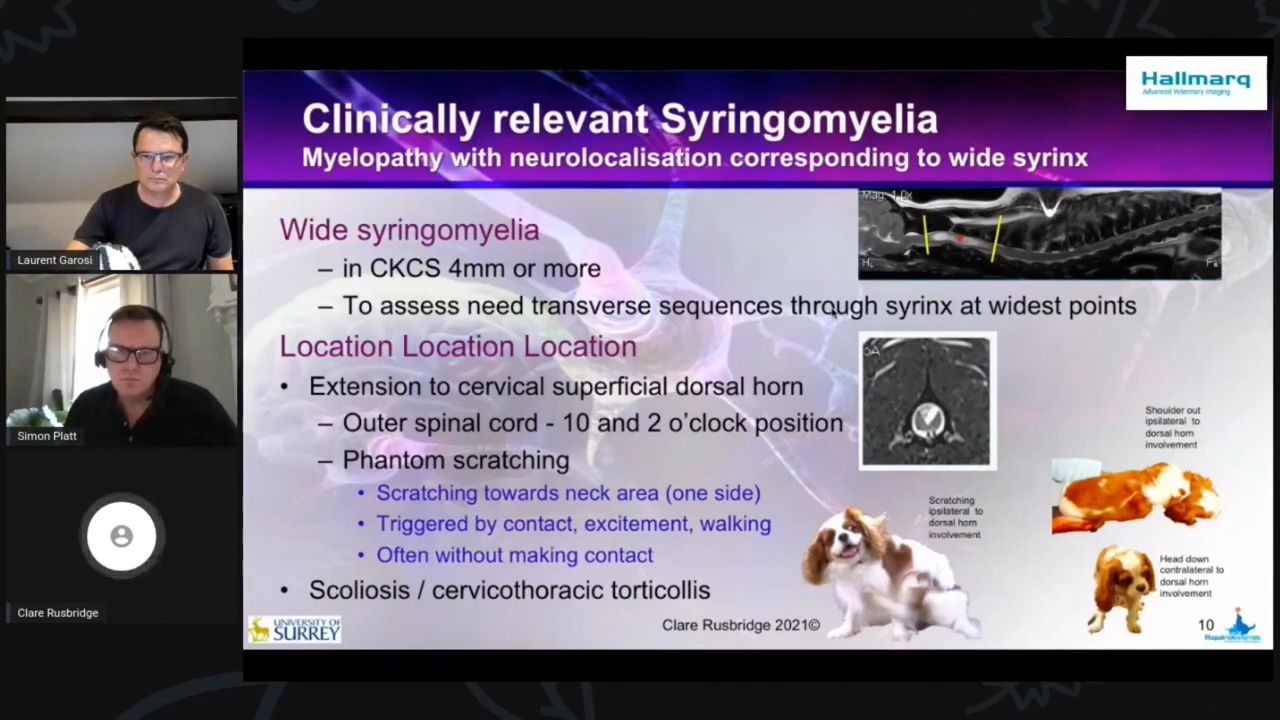 Hallmarq
Advanced Veterinary Imaging
Clinically relevant Syringomyelia
Myelopathy with neurolocalisation corresponding to wide syrinx
Laurent Garosi
Simon Platt
Clare Rusbridge
Mag: 1.0x
Wide syringomyelia
– in CKCS 4mm or more
– To assess need transverse sequences through syrinx at widest points
Location Location Location
• Extension to cervical superficial dorsal horn
– Outer spinal cord - 10 and 2 o’clock position
– Phantom scratching
• Scratching towards neck area (one side)
• Triggered by contact, excitement, walking
• Often without making contact
• Scoliosis / cervicothoracic torticollis
Shoulder out
ipsilateral to
dorsal horn
involvement
Scratching
ipsilateral to
dorsal horn
involvement
Head down
contralateral to
dorsal horn
involvement
UNIVERSITY OF
SURREY
Clare Rusbridge 2021©
10